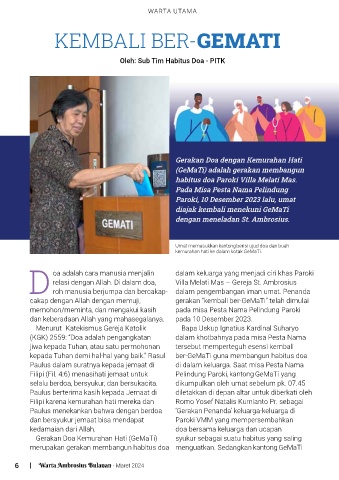 WARTA UTAMA
KEMBALI BER-GEMATI
Oleh: Sub Tim Habitus Doa - PITK
GEMATI
Gerakan Doa dengan Kemurahan Hati
(GeMaTi) adalah gerakan membangun
habitus doa Paroki Villa Melati Mas.
Pada Misa Pesta Nama Pelindung
Paroki, 10 Desember 2023 lalu, umat
diajak kembali menekuni GeMaTi
dengan meneladan St. Ambrosius.
Umat memasukkan kantong berisi ujud doa dan buah
kemurahan hati ke dalam kotak GeMaTi.
Doa adalah cara manusia menjalin
relasi dengan Allah. Di dalam doa,
roh manusia berjumpa dan bercakap-
cakap dengan Allah dengan memuji,
memohon/meminta, dan mengakui kasih
dan keberadaan Allah yang mahasegalanya.
Menurut Katekismus Gereja Katolik
(KGK) 2559: "Doa adalah pengangkatan
jiwa kepada Tuhan, atau satu permohonan
kepada Tuhan demi hal-hal yang baik." Rasul
Paulus dalam suratnya kepada jemaat di
Filipi (Fil. 4:6) menasihati jemaat untuk
selalu berdoa, bersyukur, dan bersukacita.
Paulus berterima kasih kepada Jemaat di
Filipi karena kemurahan hati mereka dan
Paulus menekankan bahwa dengan berdoa
dan bersyukur jemaat bisa mendapat
kedamaian dari Allah.
Gerakan Doa Kemurahan Hati (GeMaTi)
merupakan gerakan membangun habitus doa
dalam keluarga yang menjadi ciri khas Paroki
Villa Melati Mas – Gereja St. Ambrosius
dalam pengembangan iman umat. Penanda
gerakan "kembali ber-GeMaTi" telah dimulai
pada misa Pesta Nama Pelindung Paroki
pada 10 Desember 2023.
Bapa Uskup Ignatius Kardinal Suharyo
dalam khotbahnya pada misa Pesta Nama
tersebut memperteguh esensi kembali
ber-GeMaTi guna membangun habitus doa
di dalam keluarga. Saat misa Pesta Nama
Pelindung Paroki, kantong GeMaTi yang
dikumpulkan oleh umat sebelum pk. 07.45
diletakkan di depan altar untuk diberkati oleh
Romo Yosef Natalis Kurnianto Pr. sebagai
'Gerakan Penanda' keluarga-keluarga di
Paroki VMM yang mempersembahkan
doa bersama keluarga dan ucapan
syukur sebagai suatu habitus yang saling
menguatkan. Sedangkan kantong GeMaTi
6 | Warta Ambrosius Bulanan - Maret 2024